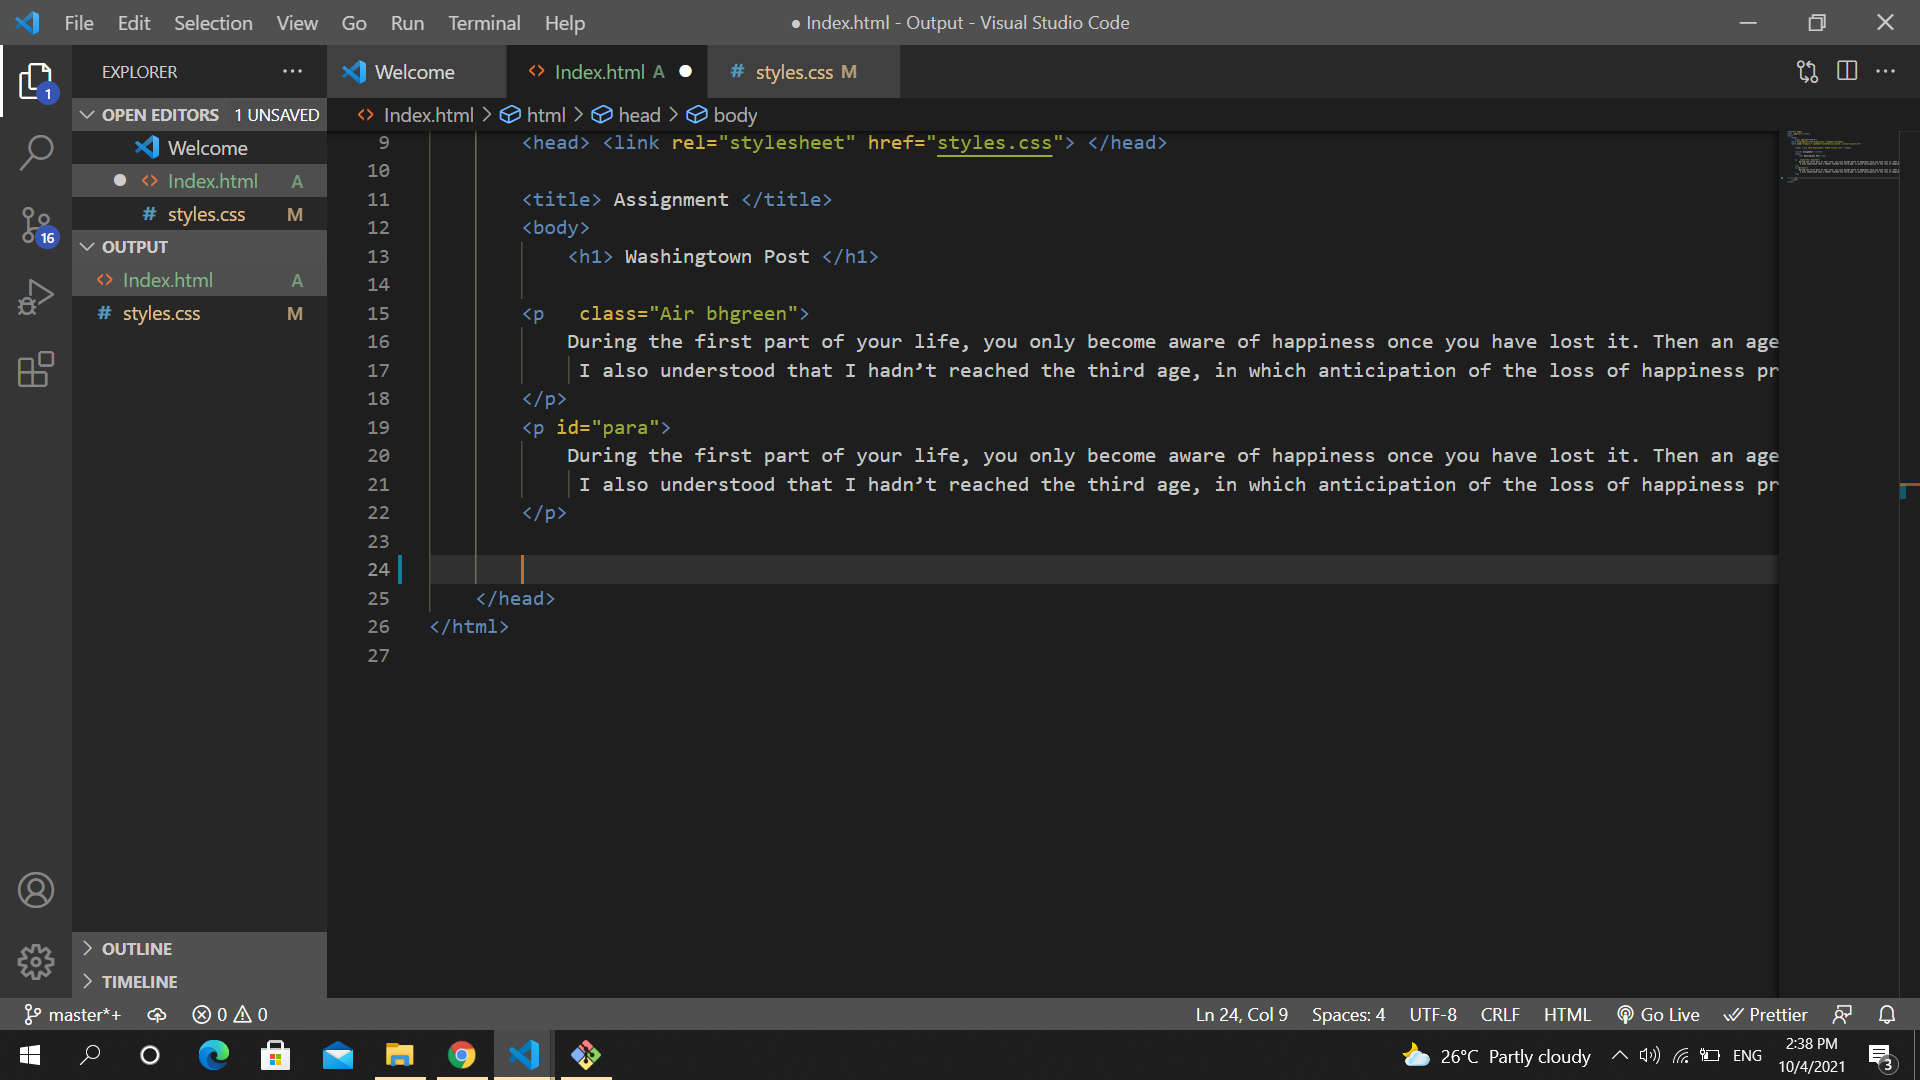 File Edit Selection View Go Run Terminal Help
● Index.html - Output - Visual Studio Code
EXPLORER ···
Welcome
<> Index.html A ●
# styles.css M
1
OPEN EDITORS 1 UNSAVED
Index.html > html > head > body
Welcome
● <> Index.html A
# styles.css M
16
OUTPUT
<> Index.html A
# styles.css M
9 <head> <link rel="stylesheet" href="styles.css"> </head>
10
11 <title> Assignment </title>
12 <body>
13 <h1> Washingtown Post </h1>
14
15 <p   class="Air bhgreen">
16 During the first part of your life, you only become aware of happiness once you have lost it. Then an age
17 I also understood that I hadn’t reached the third age, in which anticipation of the loss of happiness pr
18 </p>
19 <p id="para">
20 During the first part of your life, you only become aware of happiness once you have lost it. Then an age
21 I also understood that I hadn’t reached the third age, in which anticipation of the loss of happiness pr
22 </p>
23
24
25 </head>
26 </html>
27
OUTLINE
TIMELINE
master*+ 0 0
Ln 24, Col 9 Spaces: 4 UTF-8 CRLF HTML Go Live Prettier
26°C Partly cloudy ENG
2:38 PM
10/4/2021
3